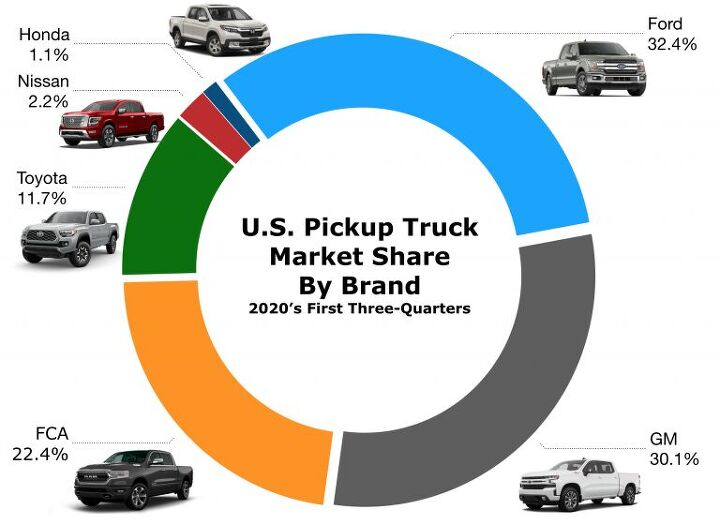 Honda
1.1%
Ford
32.4%
Nissan
2.2%
Toyota
11.7%
U.S. Pickup Truck
Market Share
By Brand
2020’s First Three-Quarters
FCA
22.4%
GM
30.1%